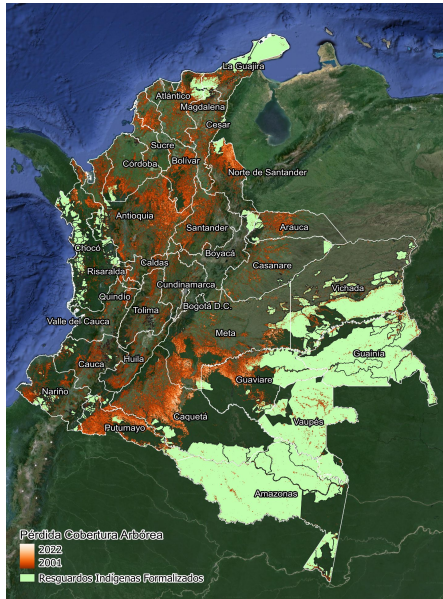 La Guajira
Atlántico
Magdalena
Cesar
Sucre
Córdoba
Bolívar
Norte de Santander
Antioquia
Santander
Arauca
Chocó
Boyacá
Caldas
Casanare
Risaralda
Cundinamarca
Vichada
Quindío
Bogotá D.C.
Tolima
Valle del Cauca
Meta
Guainía
Cauca
Huila
Guaviare
Nariño
Caquetá
Vaupés
Putumayo
Amazonas
Pérdida Cobertura Arbórea
2022
2001
Resguardos Indígenas Formalizados